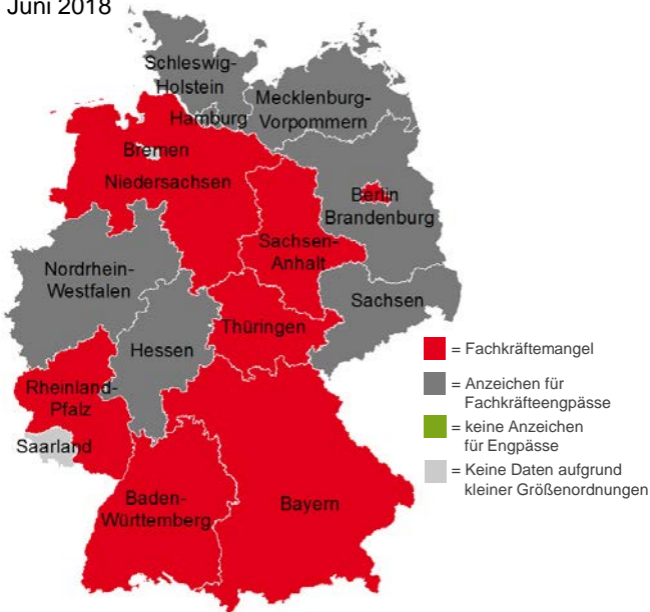 Juni 2018
Schleswig-
Holstein
Mecklenburg-
Vorpommern
Hamburg
Bremen
Niedersachsen
Berlin
Brandenburg
Sachsen-
Anhalt
Nordrhein-
Westfalen
Sachsen
Thüringen
Hessen
Rheinland-
Pfalz
Saarland
Baden-
Württemberg
Bayern
= Fachkräftemangel
= Anzeichen für
Fachkräfteengpässe
= keine Anzeichen
für Engpässe
= Keine Daten aufgrund
kleiner Größenordnungen